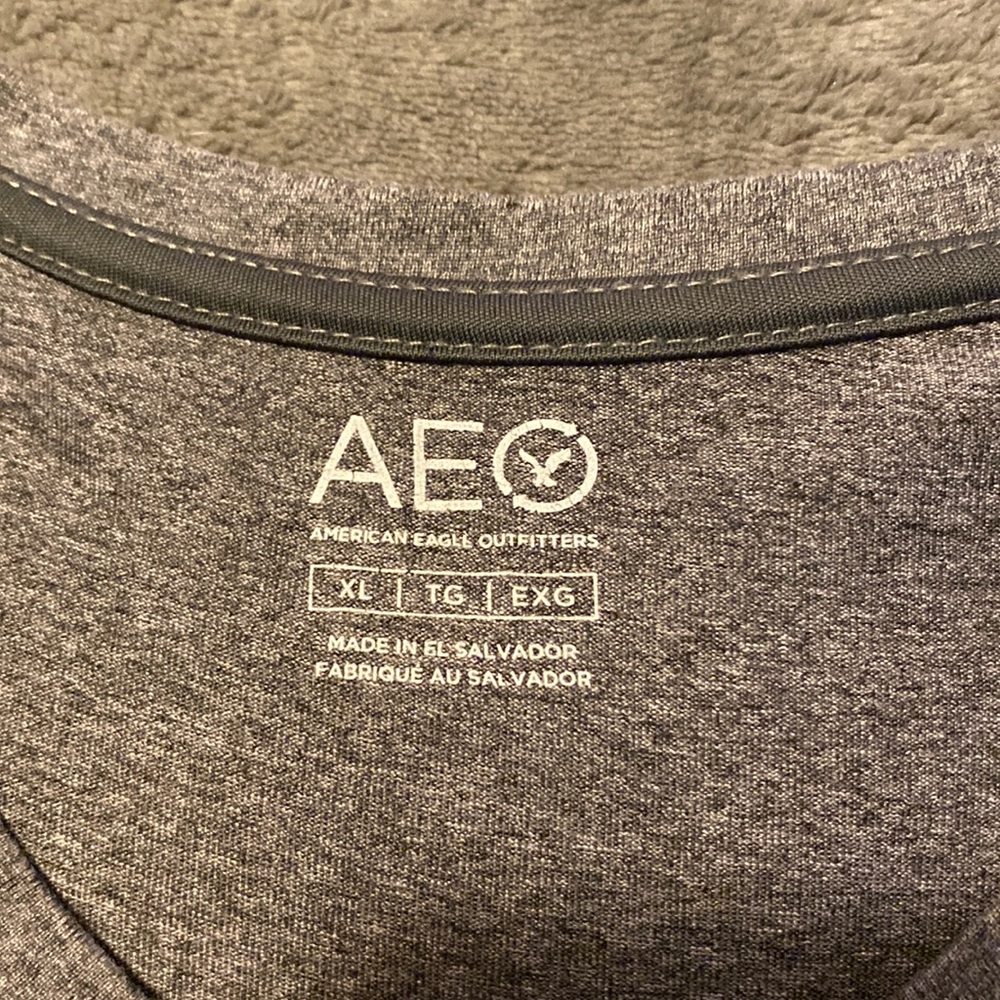 AEO
AMERICAN EAGLE OUTFITTERS
XL | TG | EXG
MADE IN EL SALVADOR
FABRIQUÉ AU SALVADOR